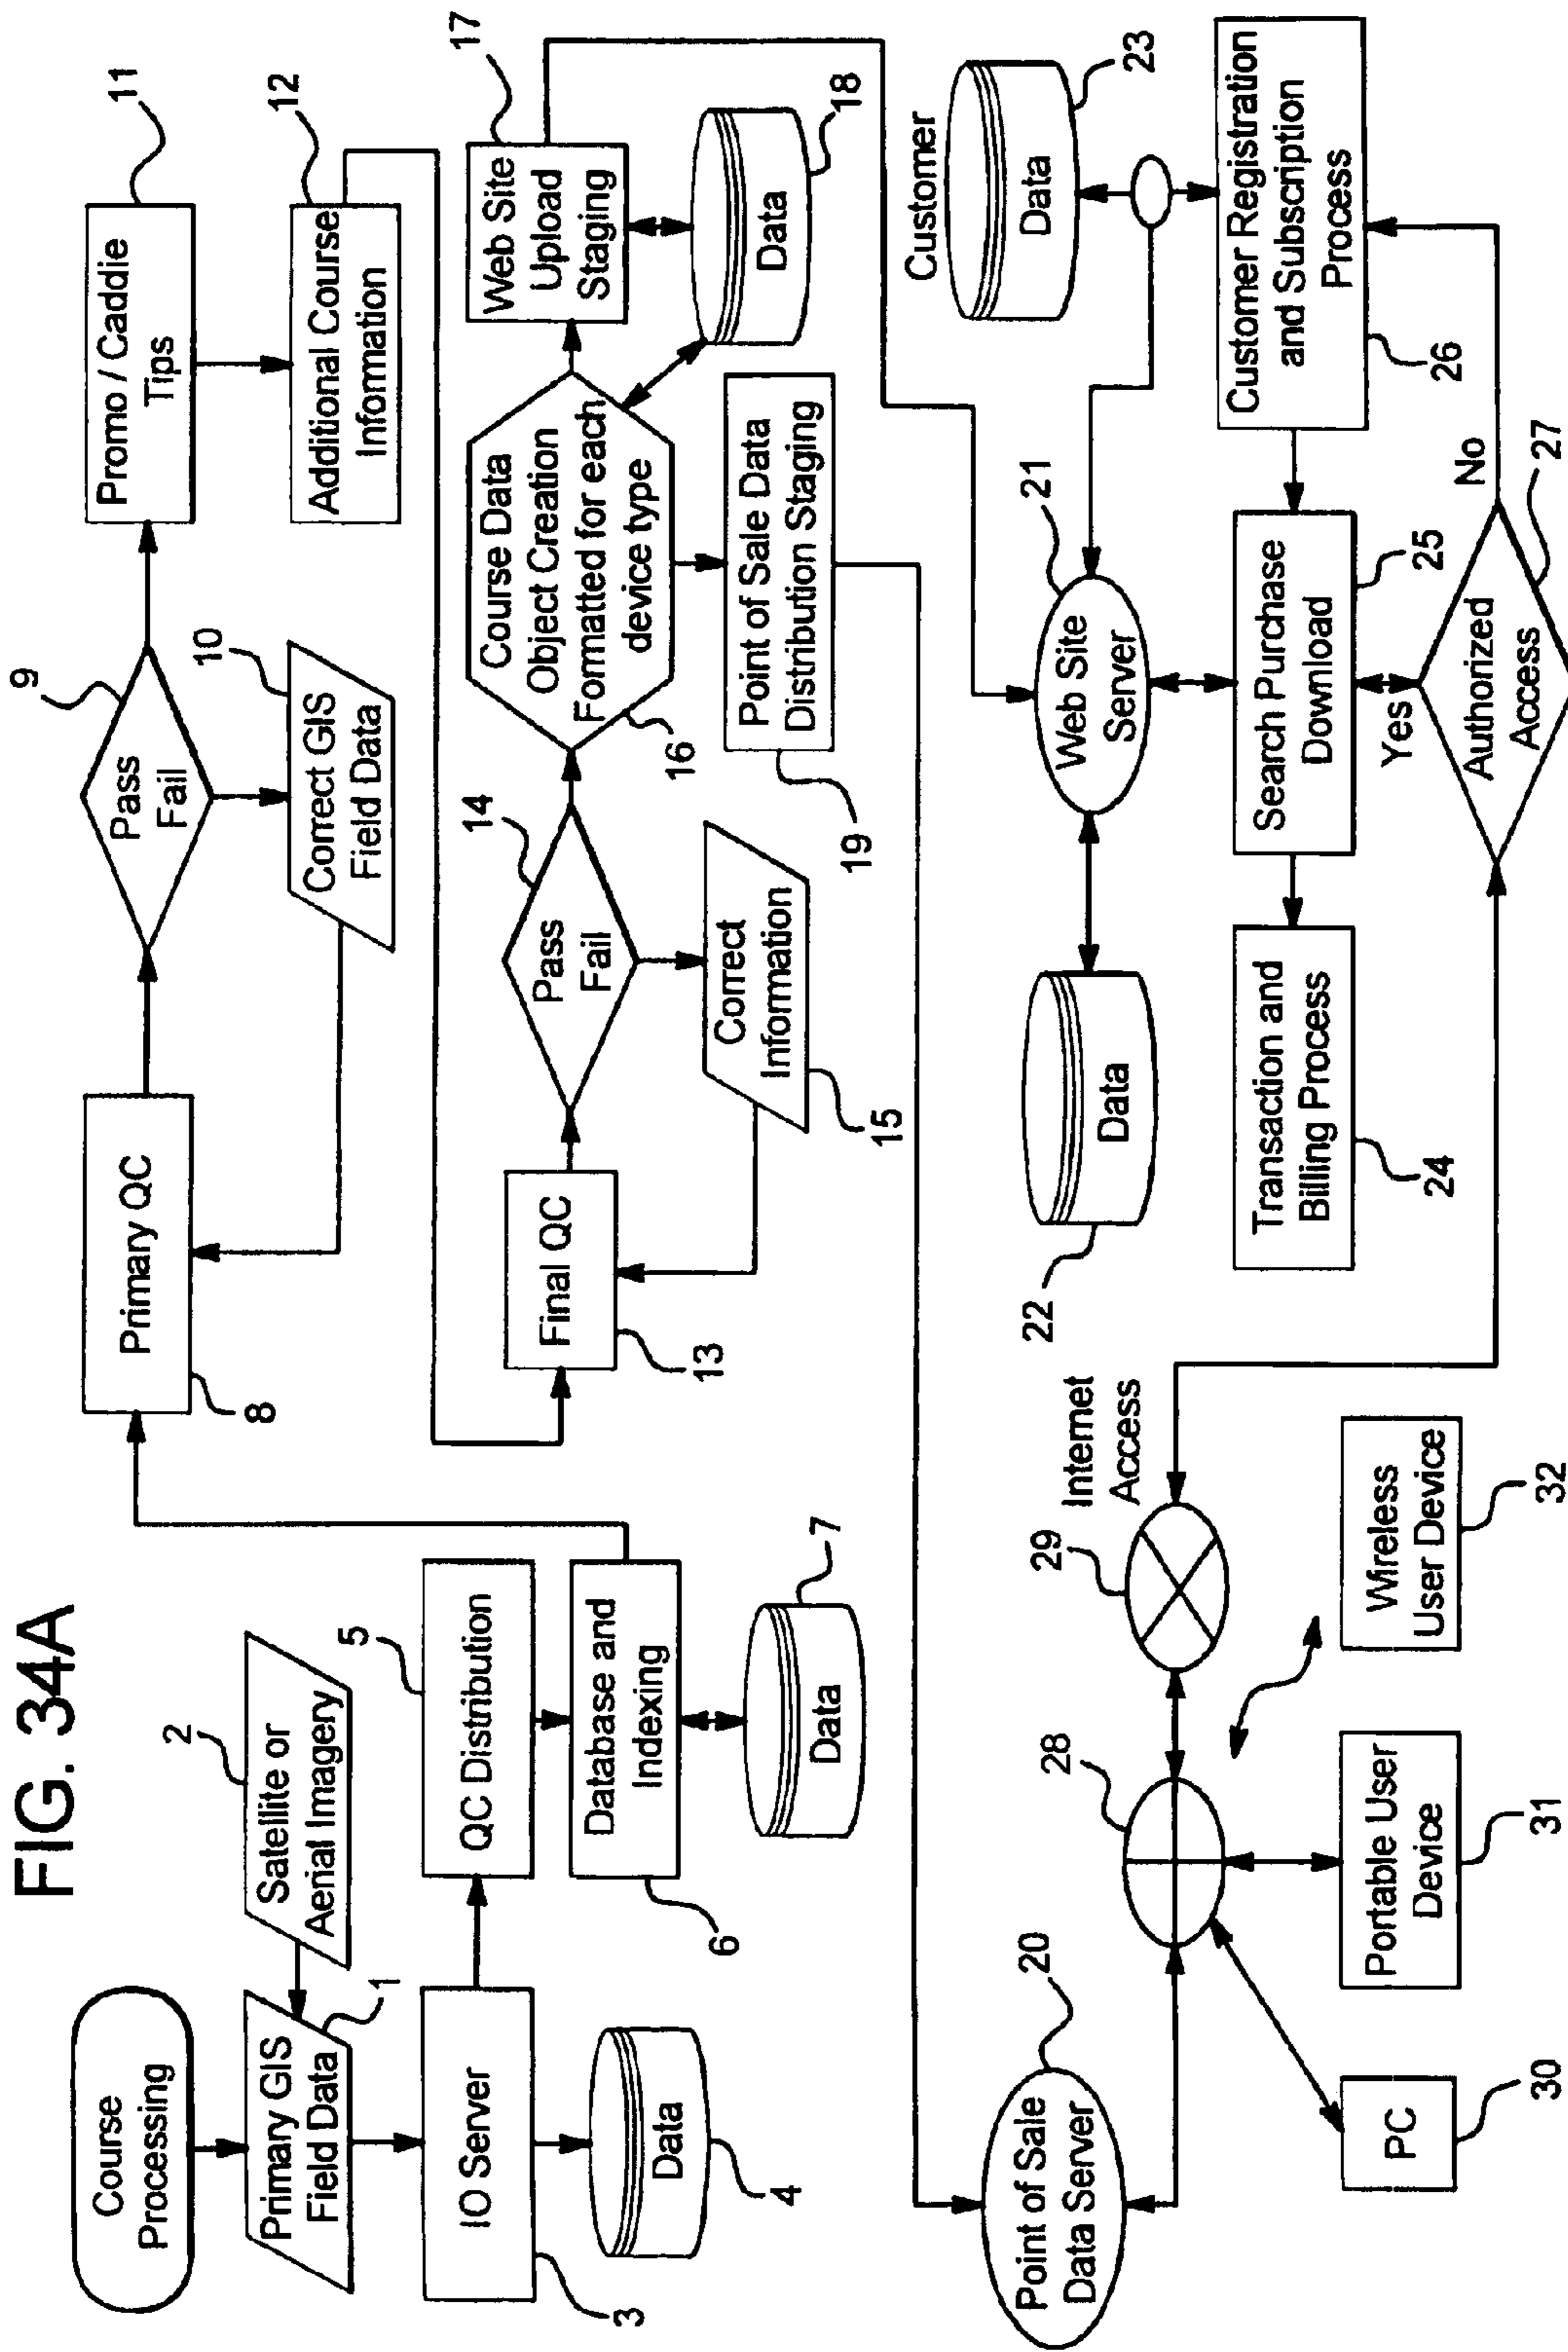 FIG. 34A
Course
Processing
Primary GIS
Field Data
1
Satellite or
Aerial Imagery
2
IO Server
3
Data
4
QC Distribution
5
Database and
Indexing
6
Data
7
Primary QC
8
Pass
Fail
9
Correct GIS
Field Data
10
Promo / Caddie
Tips
11
Additional Course
Information
12
Final QC
13
Pass
Fail
14
Correct
Information
15
Course Data
Object Creation
Formatted for each
device type
16
Web Site
Upload
Staging
17
Data
18
Point of Sale Data
Distribution Staging
19
Point of Sale
Data Server
20
Web Site
Server
21
Data
22
Customer
Data
23
Transaction and
Billing Process
24
Search Purchase
Download
25
Customer Registration
and Subscription
Process
26
Yes
Authorized
Access
No
27
28
Internet
Access
29
PC
30
Portable User
Device
31
Wireless
User Device
32